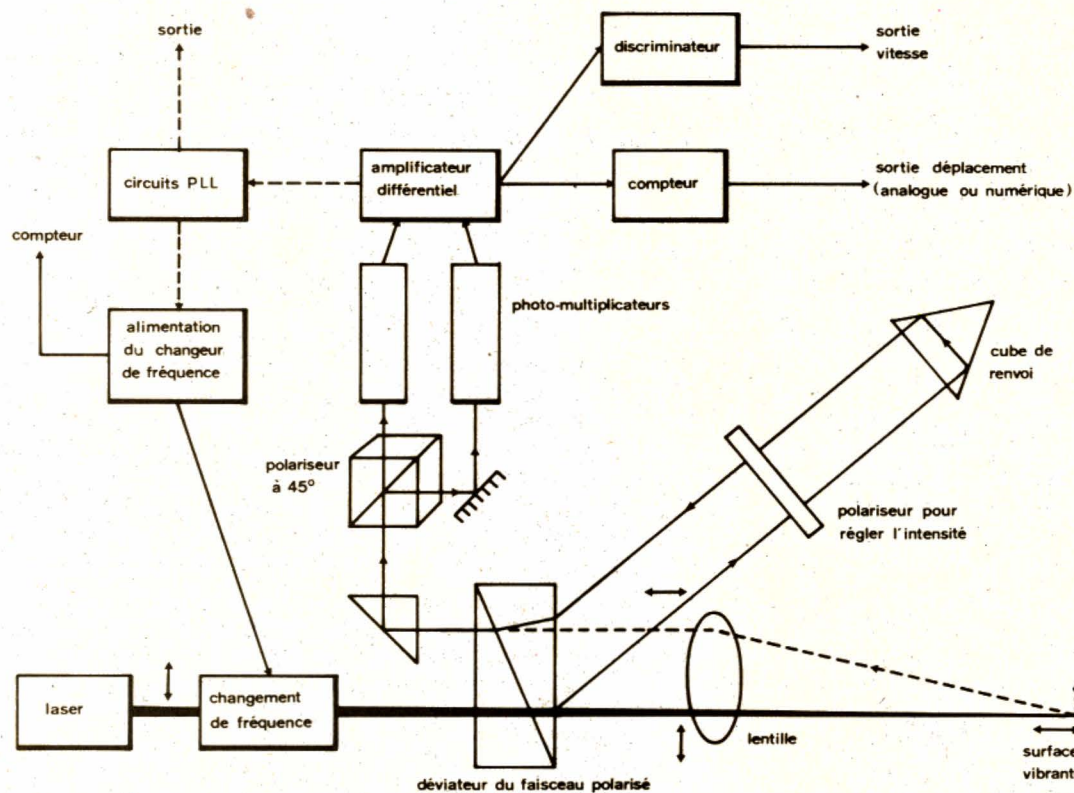 sortie
discriminateur
sortie
vitesse
circuits PLL
amplificateur
différentiel
compteur
sortie déplacement
(analogue ou numérique)
compteur
photo-multiplicateurs
alimentation
du changeur
de fréquence
cube de
renvoi
polariseur
à 45°
polariseur pour
régler l'intensité
laser
changement
de fréquence
lentille
surface
vibrant
déviateur du faisceau polarisé